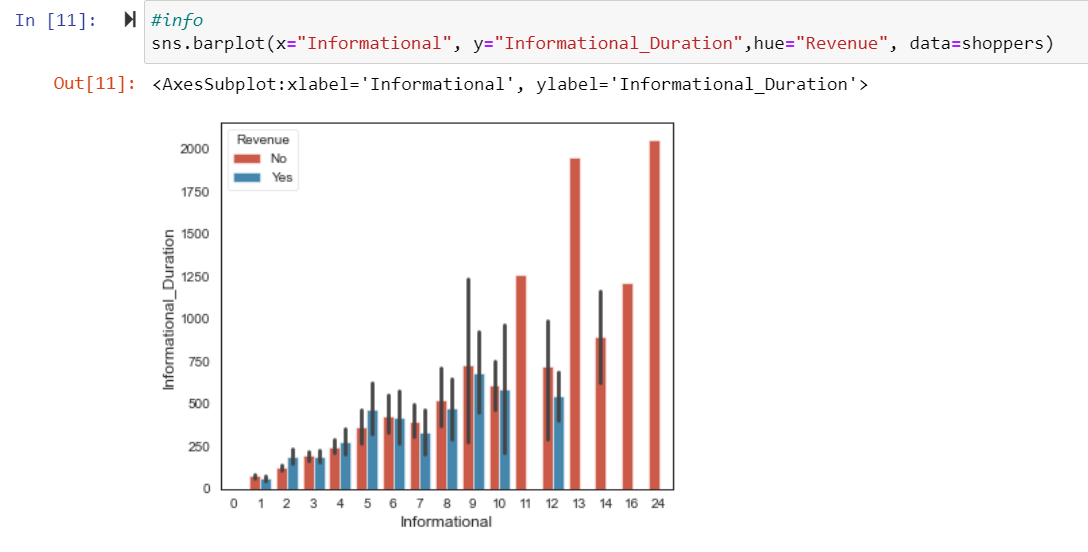 In [11]:
#info
sns.barplot(x="Informational", y="Informational_Duration",hue="Revenue", data=shoppers)
Out[11]: <AxesSubplot:xlabel='Informational', ylabel='Informational_Duration'>
Revenue
No
Yes
2000
1750
1500
1250
1000
750
500
250
0
Informational_Duration
0 1 2 3 4 5 6 7 8 9 10 11 12 13 14 16 24
Informational